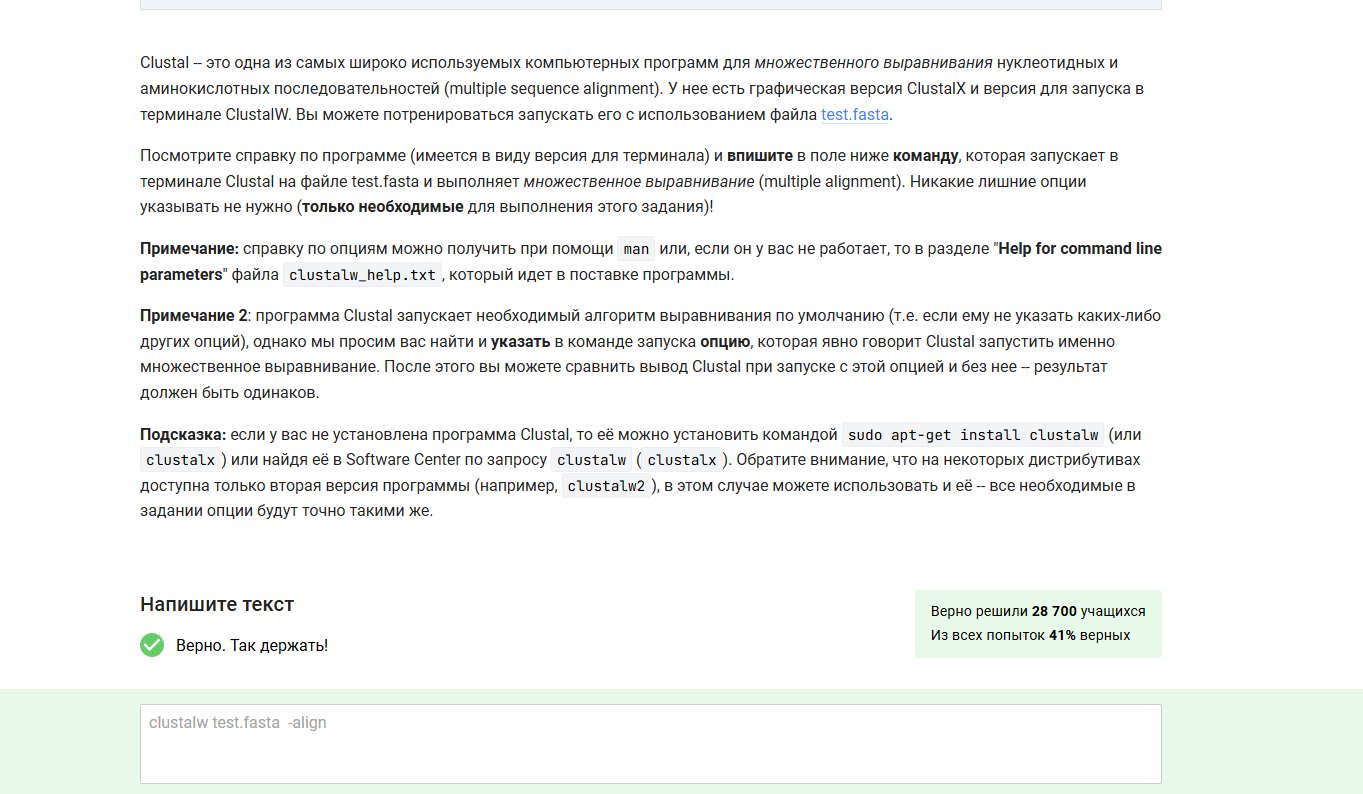 Clustal -- это одна из самых широко используемых компьютерных программ для множественного выравнивания нуклеотидных и
аминокислотных последовательностей (multiple sequence alignment). У нее есть графическая версия ClustalX и версия для запуска в
терминале ClustalW. Вы можете потренироваться запускать его с использованием файла test.fasta.
Посмотрите справку по программе (имеется в виду версия для терминала) и впишите в поле ниже команду, которая запускает в
терминале Clustal на файле test.fasta и выполняет множественное выравнивание (multiple alignment). Никакие лишние опции
указывать не нужно (только необходимые для выполнения этого задания)!
Примечание: справку по опциям можно получить при помощи man или, если он у вас не работает, то в разделе "Help for command line
parameters" файла clustalw_help.txt, который идет в поставке программы.
Примечание 2: программа Clustal запускает необходимый алгоритм выравнивания по умолчанию (т.е. если ему не указать каких-либо
других опций), однако мы просим вас найти и указать в команде запуска опцию, которая явно говорит Clustal запустить именно
множественное выравнивание. После этого вы можете сравнить вывод Clustal при запуске с этой опцией и без нее -- результат
должен быть одинаков.
Подсказка: если у вас не установлена программа Clustal, то её можно установить командой sudo apt-get install clustalw (или
clustalx) или найдя её в Software Center по запросу clustalw (clustalx). Обратите внимание, что на некоторых дистрибутивах
доступна только вторая версия программы (например, clustalw2), в этом случае можете использовать и её -- все необходимые в
задании опции будут точно такими же.
Напишите текст
Верно решили 28 700 учащихся
Из всех попыток 41% верных
Верно. Так держать!
clustalw test.fasta  -align